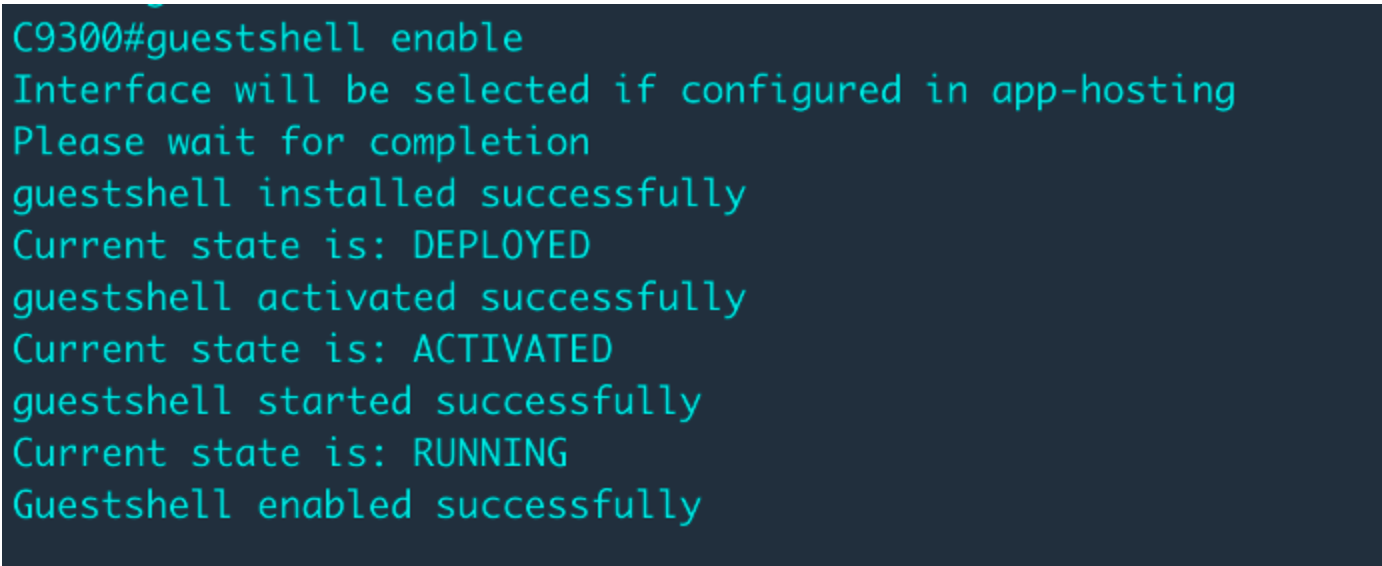 C9300#guestshell enable
Interface will be selected if configured in app-hosting
Please wait for completion
guestshell installed successfully
Current state is: DEPLOYED
guestshell activated successfully
Current state is: ACTIVATED
guestshell started successfully
Current state is: RUNNING
Guestshell enabled successfully